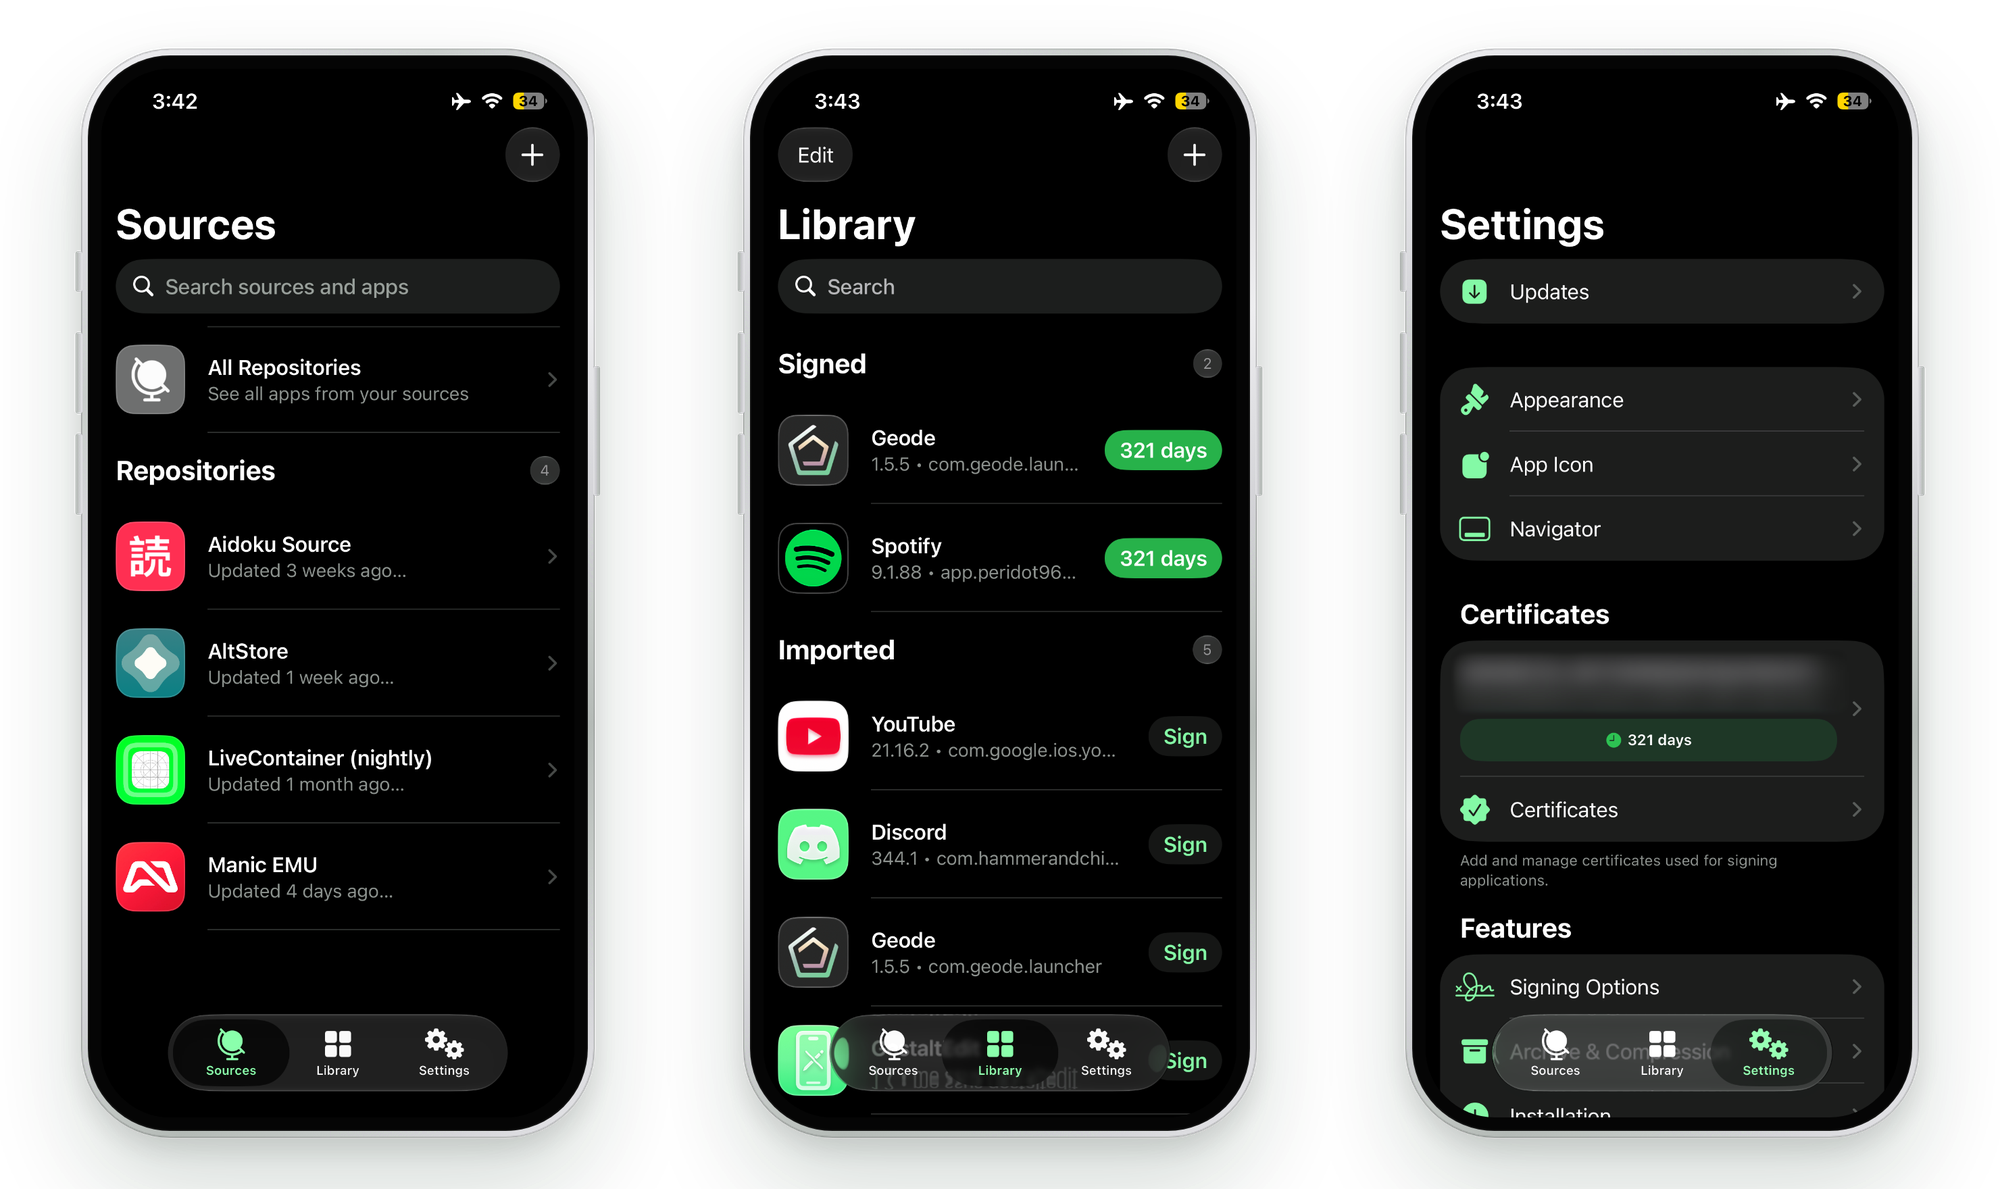 3:42
34
Sources
Search sources and apps
All Repositories
See all apps from your sources
Repositories
4
読
Aidoku Source
Updated 3 weeks ago...
AltStore
Updated 1 week ago...
LiveContainer (nightly)
Updated 1 month ago...
Manic EMU
Updated 4 days ago...
Sources
Library
Settings
3:43
34
Edit
Library
Search
Signed
2
Geode
1.5.5 • com.geode.laun...
321 days
Spotify
9.1.88 • app.peridot96...
321 days
Imported
5
YouTube
21.16.2 • com.google.ios.yo...
Sign
Discord
344.1 • com.hammerandchi...
Sign
Geode
1.5.5 • com.geode.launcher
Sign
Sign
Sources
Library
Settings
3:43
34
Settings
Updates
Appearance
App Icon
Navigator
Certificates
321 days
Certificates
Add and manage certificates used for signing
applications.
Features
Signing Options
Archive & Compression
Installation
Sources
Library
Settings